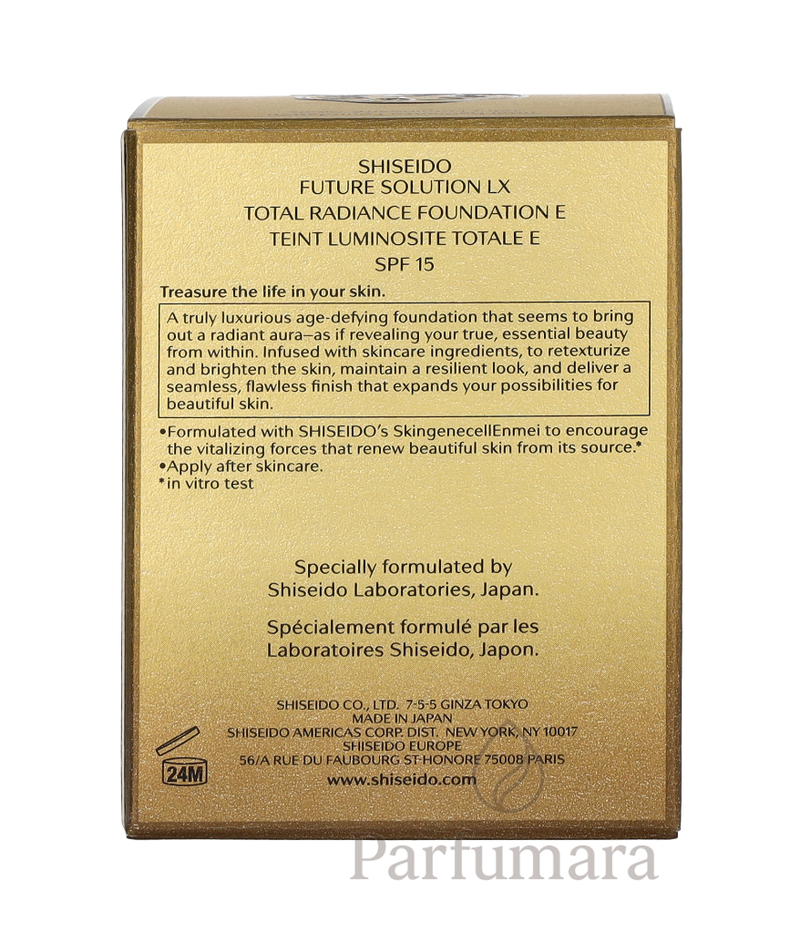 SHISEIDO
FUTURE SOLUTION LX
TOTAL RADIANCE FOUNDATION E
TEINT LUMINOSITE TOTALE E
SPF 15
Treasure the life in your skin.
A truly luxurious age-defying foundation that seems to bring
out a radiant aura–as if revealing your true, essential beauty
from within. Infused with skincare ingredients, to retexturize
and brighten the skin, maintain a resilient look, and deliver a
seamless, flawless finish that expands your possibilities for
beautiful skin.
•Formulated with SHISEIDO's SkingenecellEnmei to encourage
the vitalizing forces that renew beautiful skin from its source.*
•Apply after skincare.
*in vitro test
Specially formulated by
Shiseido Laboratories, Japan.
Spécialement formulé par les
Laboratoires Shiseido, Japon.
SHISEIDO CO., LTD. 7-5-5 GINZA TOKYO
MADE IN JAPAN
SHISEIDO AMERICAS CORP. DIST. NEW YORK, NY 10017
SHISEIDO EUROPE
56/A RUE DU FAUBOURG ST-HONORE 75008 PARIS
www.shiseido.com
24M
Parfumara